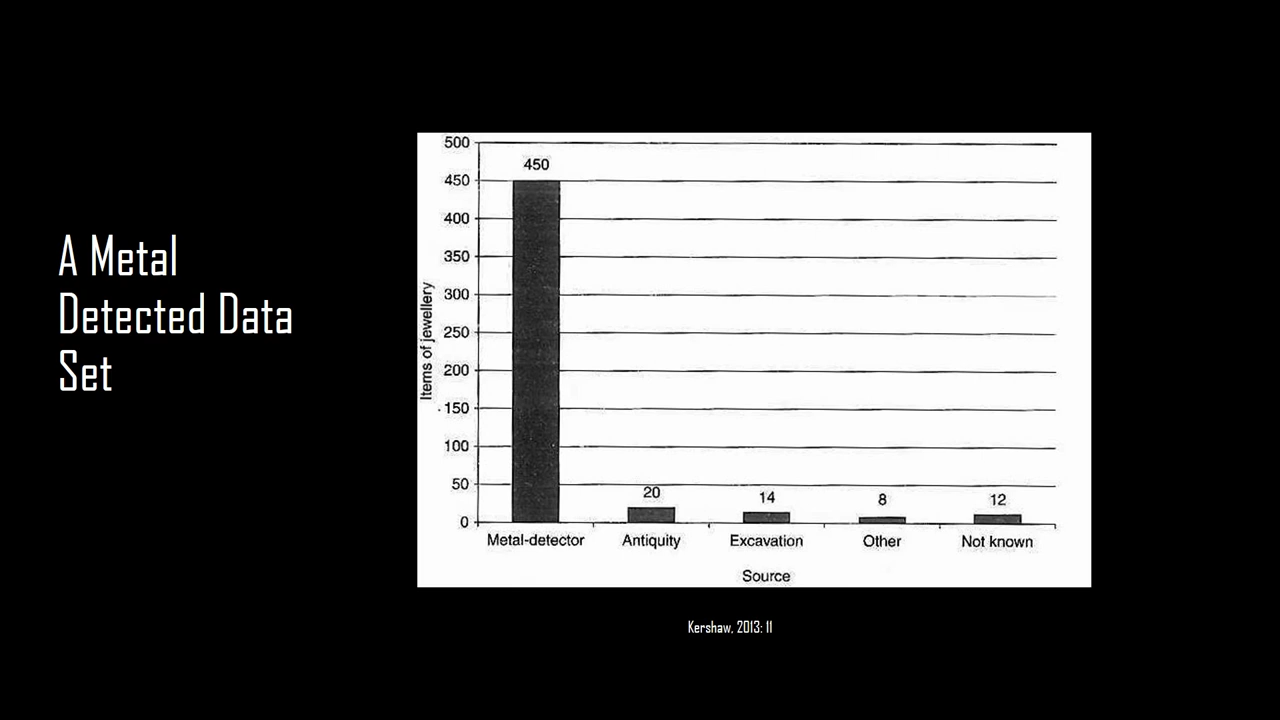 A Metal
Detected Data
Set
500
450
400
350
300
250
200
150
100
50
0
Items of jewellery
450
20
14
8
12
Metal-detector
Antiquity
Excavation
Other
Not known
Source
Kershaw, 2013: 11